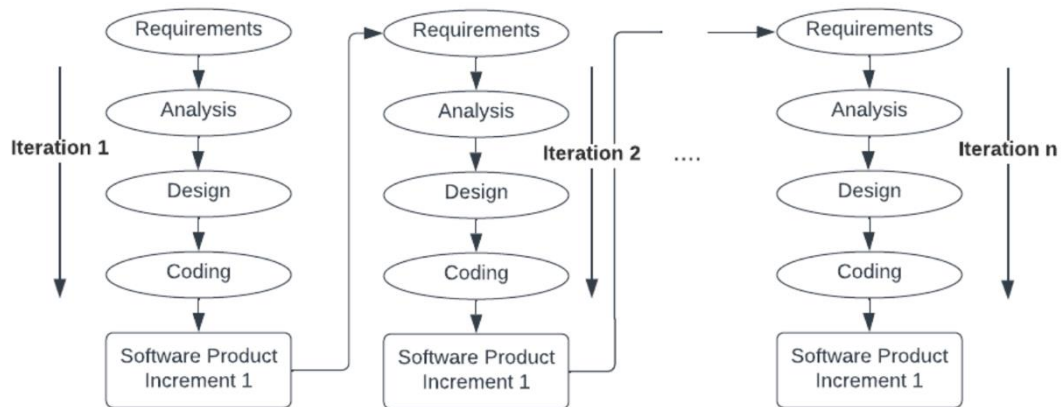 Requirements
Analysis
Iteration 1
Design
Coding
Software Product
Increment 1
Requirements
Analysis
Iteration 2
Design
Coding
Software Product
Increment 1
....
Requirements
Analysis
Iteration n
Design
Coding
Software Product
Increment 1